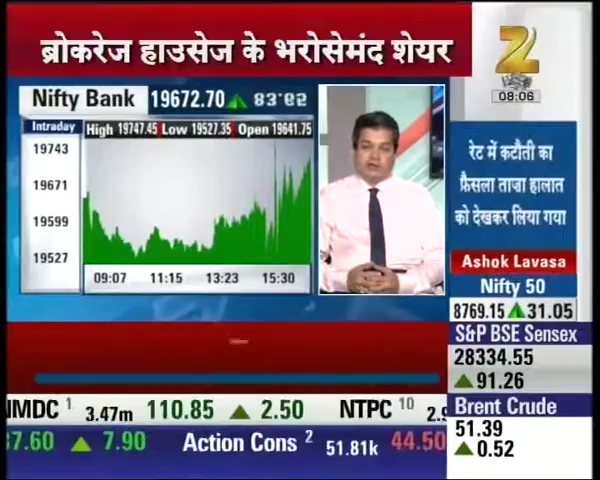 ब्रोकरेज हाउसेज के भरोसेमंद शेयर
08:06
Nifty Bank 19672.70
Intraday High 19747.45 Low 19527.35 Open 19641.75
19743
19671
19599
19527
09:07 11:15 13:23 15:30
रेट में कटौती का
फ़ैसला ताज़ा हालात
को देखकर लिया गया
Ashok Lavasa
Nifty 50
8769.15 31.05
S&P BSE Sensex
28334.55
91.26
Brent Crude
51.39
0.52
NMDC 1 3.47m 110.85 2.50 NTPC 10
7.60 7.90 Action Cons 2 51.81k 44.50